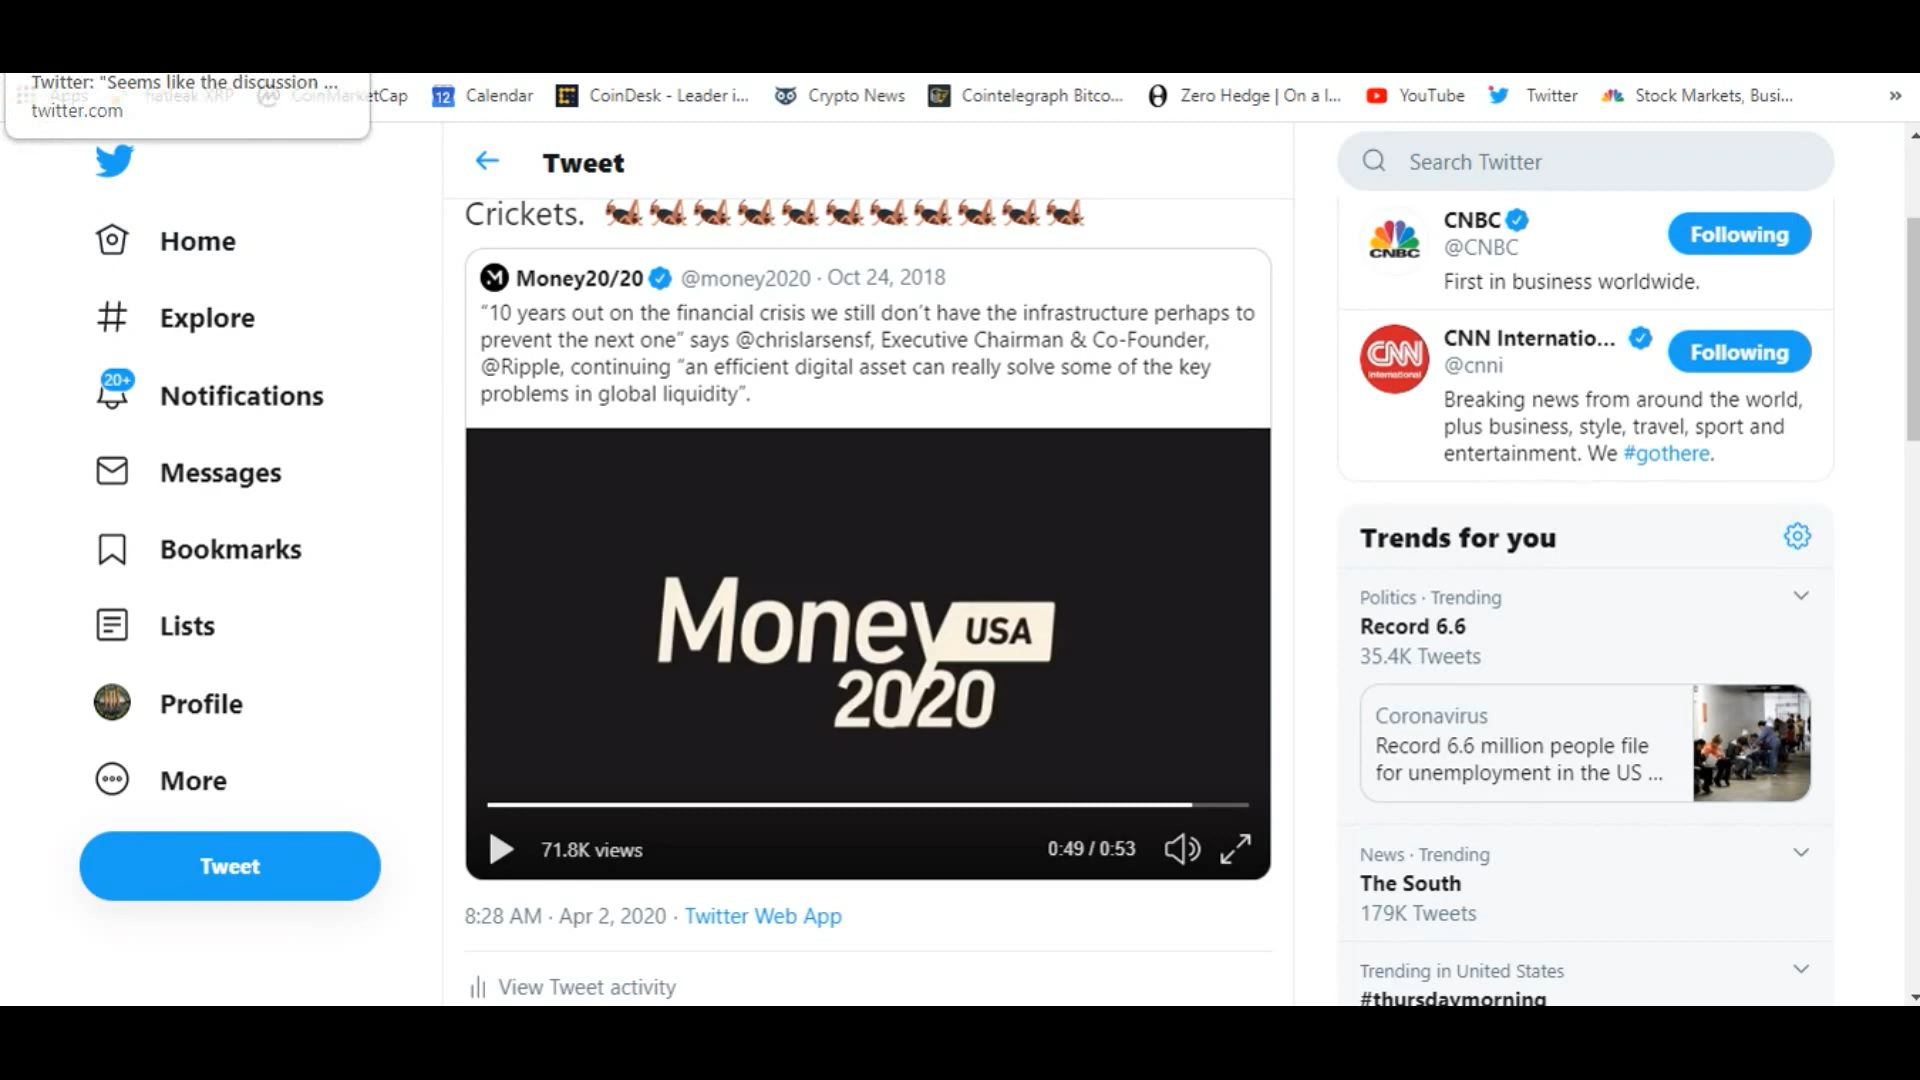 Twitter: "Seems like the discussion ...
twitter.com
Apps
hatleak XRP
CoinMarketCap
12
Calendar
CoinDesk - Leader i...
Crypto News
Cointelegraph Bitco...
Zero Hedge | On a l...
YouTube
Twitter
Stock Markets, Busi...
»
Home
Explore
20+
Notifications
Messages
Bookmarks
Lists
Profile
More
Tweet
Tweet
Crickets. 🦗🦗🦗🦗🦗🦗🦗🦗🦗🦗🦗
Money20/20 @money2020 · Oct 24, 2018
“10 years out on the financial crisis we still don’t have the infrastructure perhaps to
prevent the next one” says @chrislarsensf, Executive Chairman & Co-Founder,
@Ripple, continuing “an efficient digital asset can really solve some of the key
problems in global liquidity”.
Money USA
20/20
71.8K views
0:49 / 0:53
8:28 AM · Apr 2, 2020 · Twitter Web App
View Tweet activity
Search Twitter
CNBC
CNBC
@CNBC
Following
First in business worldwide.
CNN
International
CNN Internatio...
@cnni
Following
Breaking news from around the world,
plus business, style, travel, sport and
entertainment. We #gothere.
Trends for you
Politics · Trending
Record 6.6
35.4K Tweets
Coronavirus
Record 6.6 million people file
for unemployment in the US ...
News · Trending
The South
179K Tweets
Trending in United States
#thursdaymorning